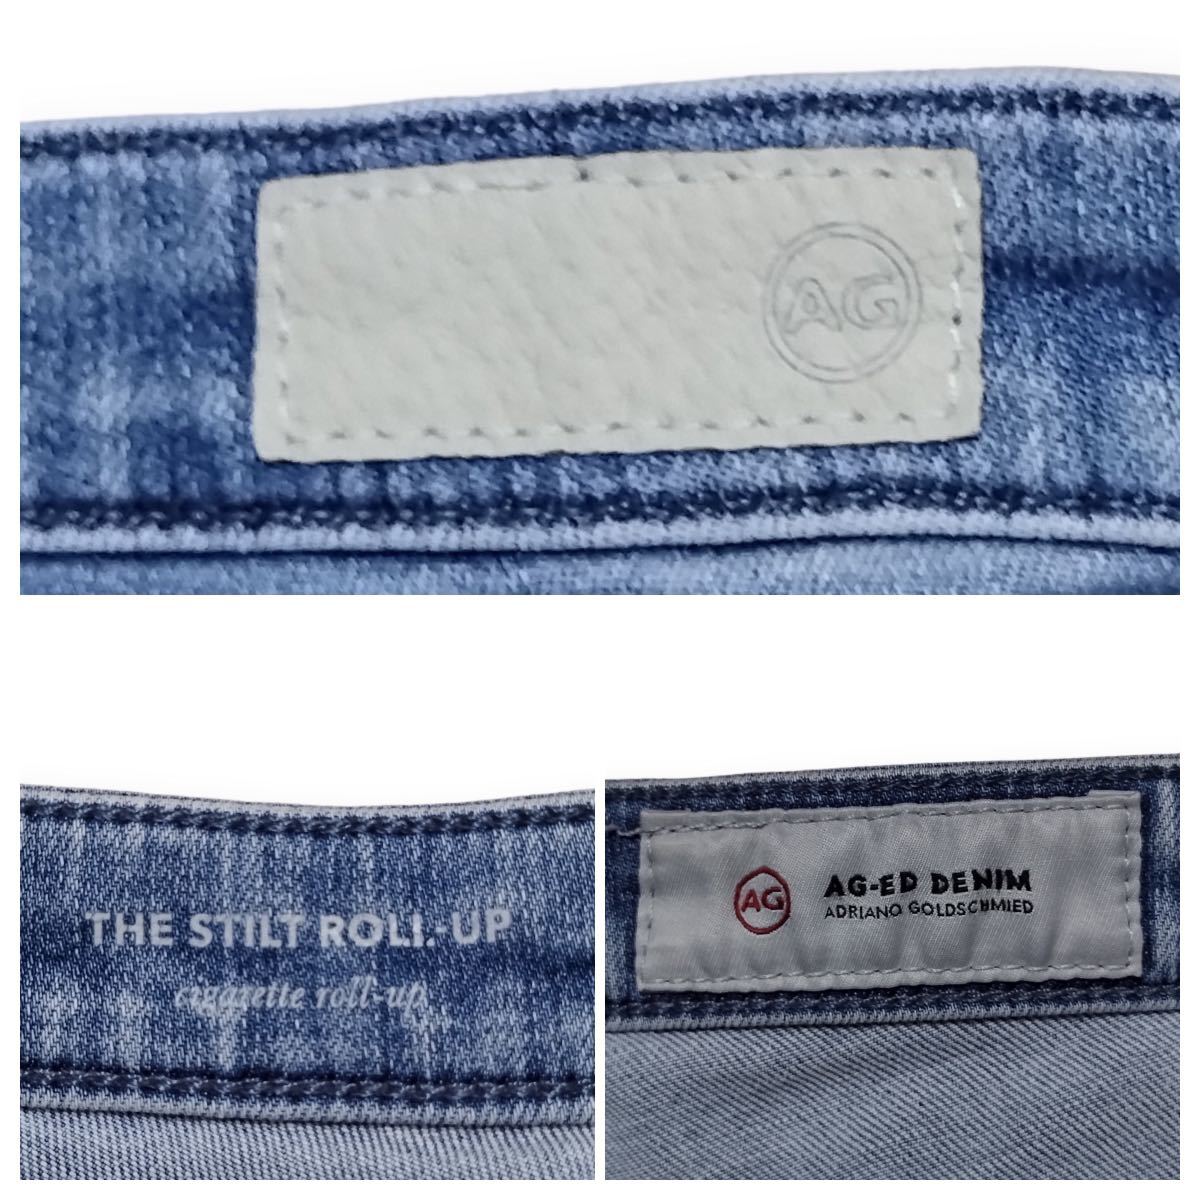 AG
THE STILT ROLL-UP
cigarette roll-up
AG
AG-ED DENIM
ADRIANO GOLDSCHMIED